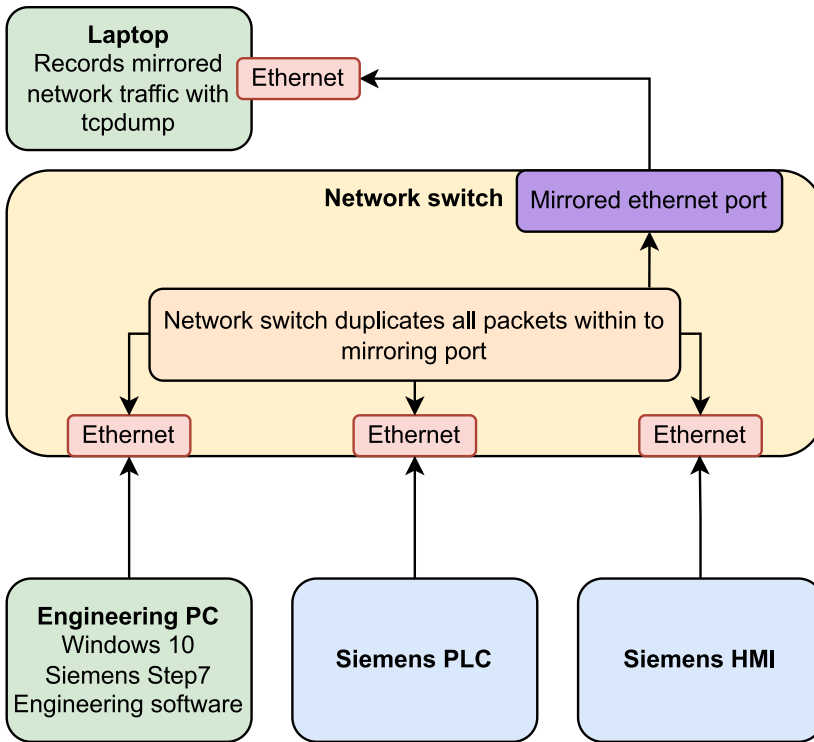 Laptop
Records mirrored
network traffic with
tcpdump
Ethernet
Network switch
Mirrored ethernet port
Network switch duplicates all packets within to
mirroring port
Ethernet
Ethernet
Ethernet
Engineering PC
Windows 10
Siemens Step7
Engineering software
Siemens PLC
Siemens HMI